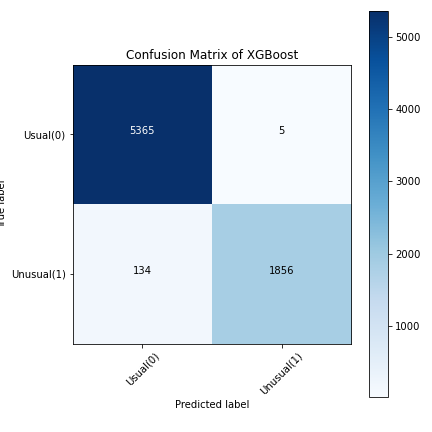 Confusion Matrix of XGBoost
5000
Usual(0)
5365
5
4000
3000
Unusual(1)
134
1856
2000
1000
Usual(0)
Unusual(1)
Predicted label
label